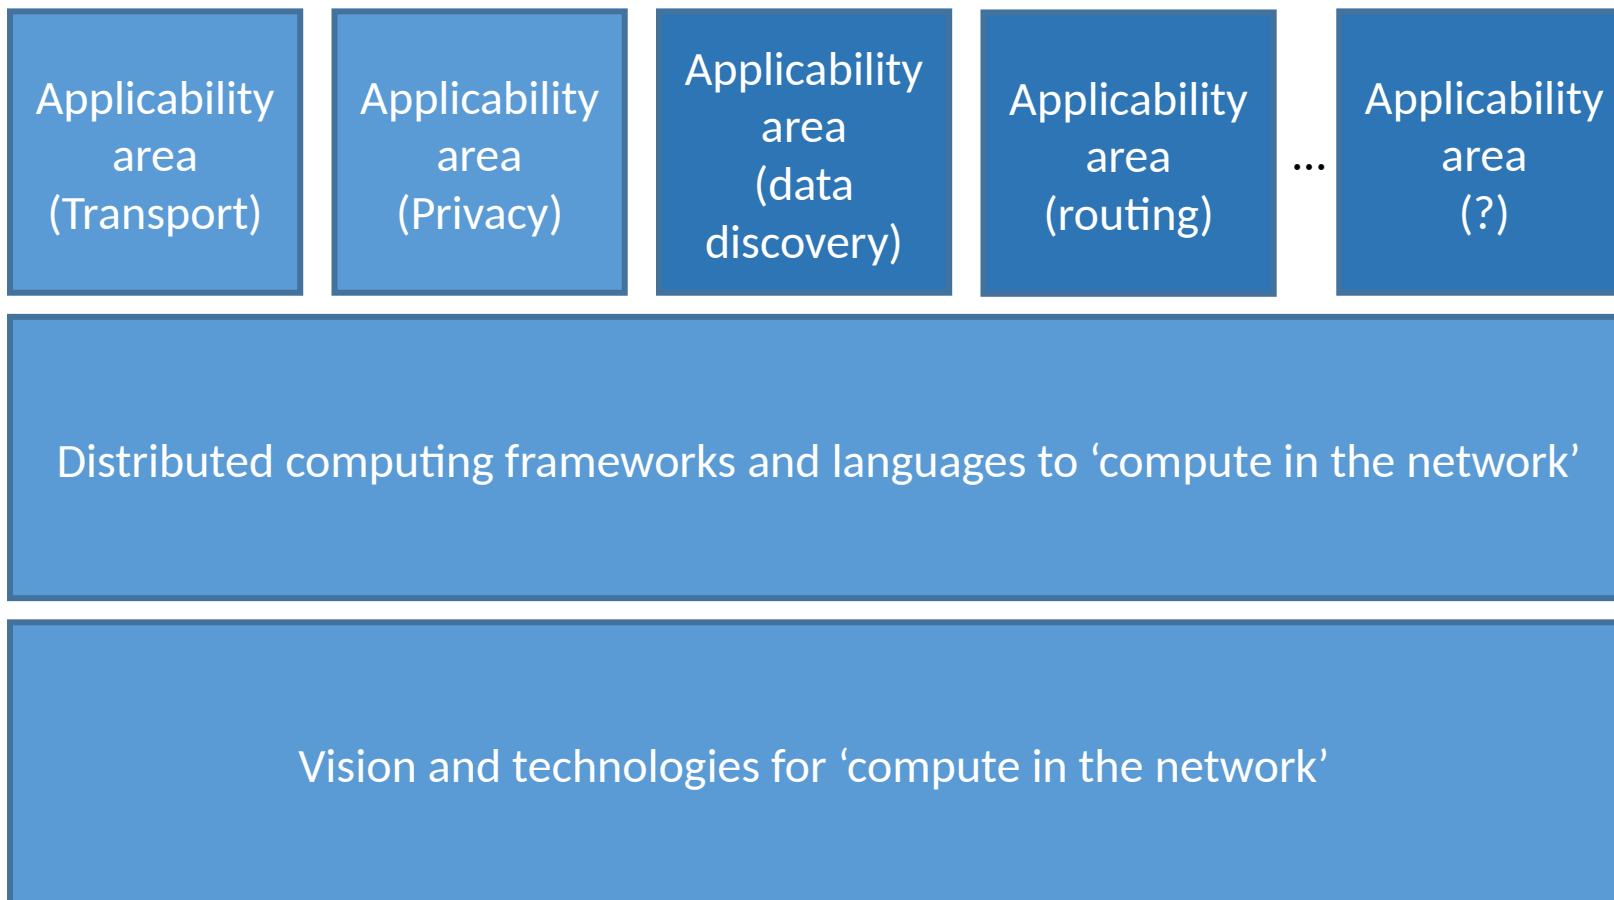 Applicability
area
(Transport)
Applicability
area
(Privacy)
Applicability
area
(data
discovery)
Applicability
area
(routing)
...
Applicability
area
(?)
Distributed computing frameworks and languages to ‘compute in the network’
Vision and technologies for ‘compute in the network’